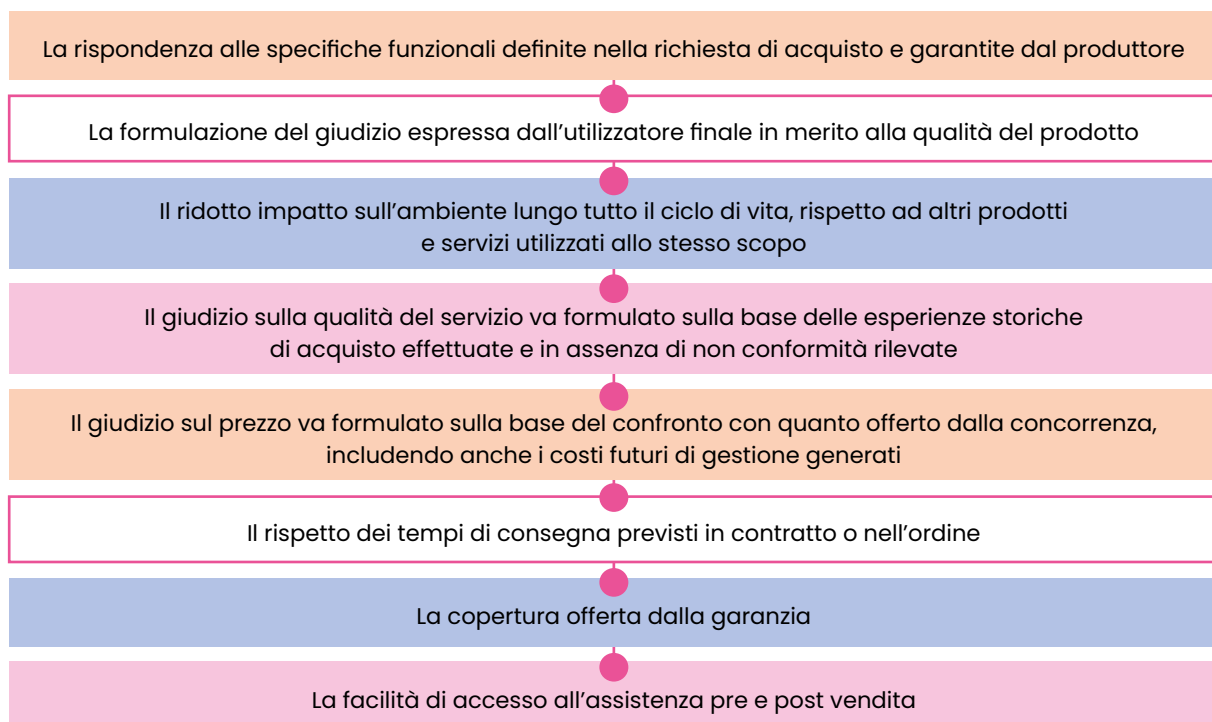 La rispondenza alle specifiche funzionali definite nella richiesta di acquisto e garantite dal produttore
La formulazione del giudizio espressa dall’utilizzatore finale in merito alla qualità del prodotto
Il ridotto impatto sull’ambiente lungo tutto il ciclo di vita, rispetto ad altri prodotti
e servizi utilizzati allo stesso scopo
Il giudizio sulla qualità del servizio va formulato sulla base delle esperienze storiche
di acquisto effettuate e in assenza di non conformità rilevate
Il giudizio sul prezzo va formulato sulla base del confronto con quanto offerto dalla concorrenza,
includendo anche i costi futuri di gestione generati
Il rispetto dei tempi di consegna previsti in contratto o nell’ordine
La copertura offerta dalla garanzia
La facilità di accesso all’assistenza pre e post vendita